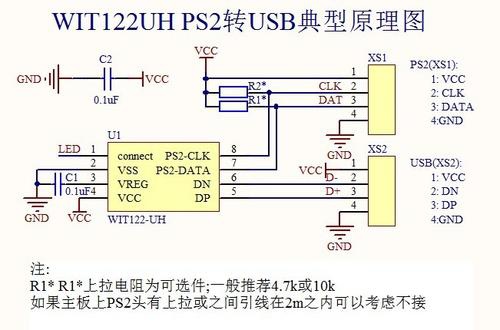 WIT122UH PS2转USB典型原理图
C2
GND
VCC
0.1uF
VCC
R2*
R1*
CLK
DAT
XS1
1
2
3
4
GND
PS2(XS1):
1: VCC
2: CLK
3: DATA
4:GND
U1
LED
1 connect PS2-CLK 8
2 VSS PS2-DATA 7
3 VREG DN 6
4 VCC DP 5
WIT122-UH
C1
0.1uF
GND
VCC
XS2
VCC
D-
D+
1
2
3
4
GND
USB(XS2):
1: VCC
2: DN
3: DP
4:GND
注:
R1* R1*上拉电阻为可选件;一般推荐4.7k或10k
如果主板上PS2头有上拉或之间引线在2m之内可以考虑不接